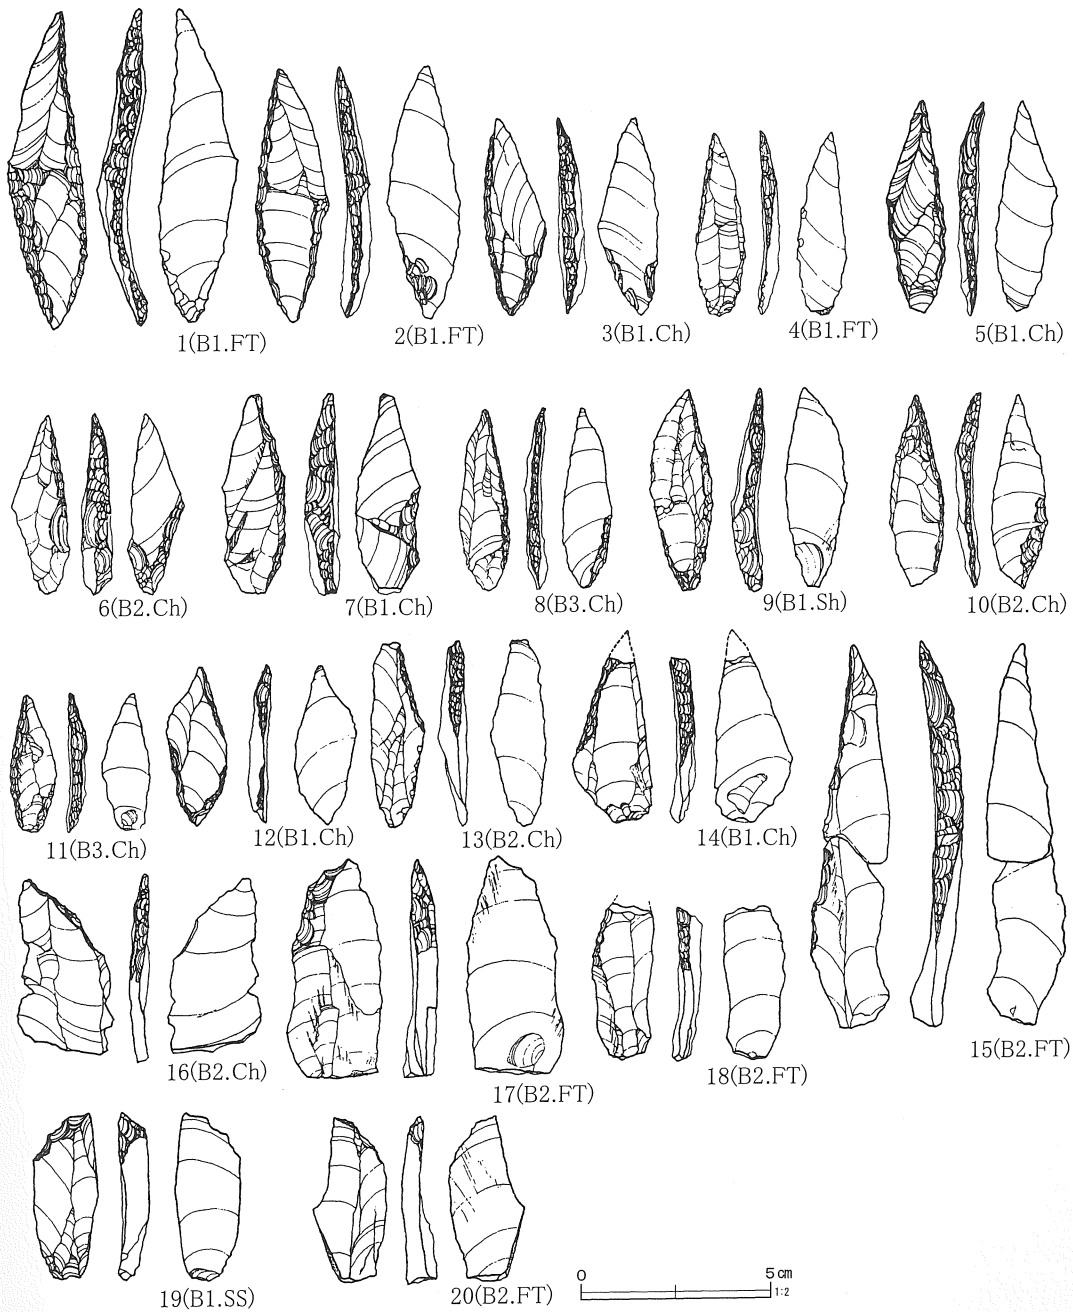 1(B1.FT)
2(B1.FT)
3(B1.Ch)
4(B1.FT)
5(B1.Ch)
6(B2.Ch)
7(B1.Ch)
8(B3.Ch)
9(B1.Sh)
10(B2.Ch)
11(B3.Ch)
12(B1.Ch)
13(B2.Ch)
14(B1.Ch)
15(B2.FT)
16(B2.Ch)
17(B2.FT)
18(B2.FT)
19(B1.SS)
20(B2.FT)
0 5cm
1:2